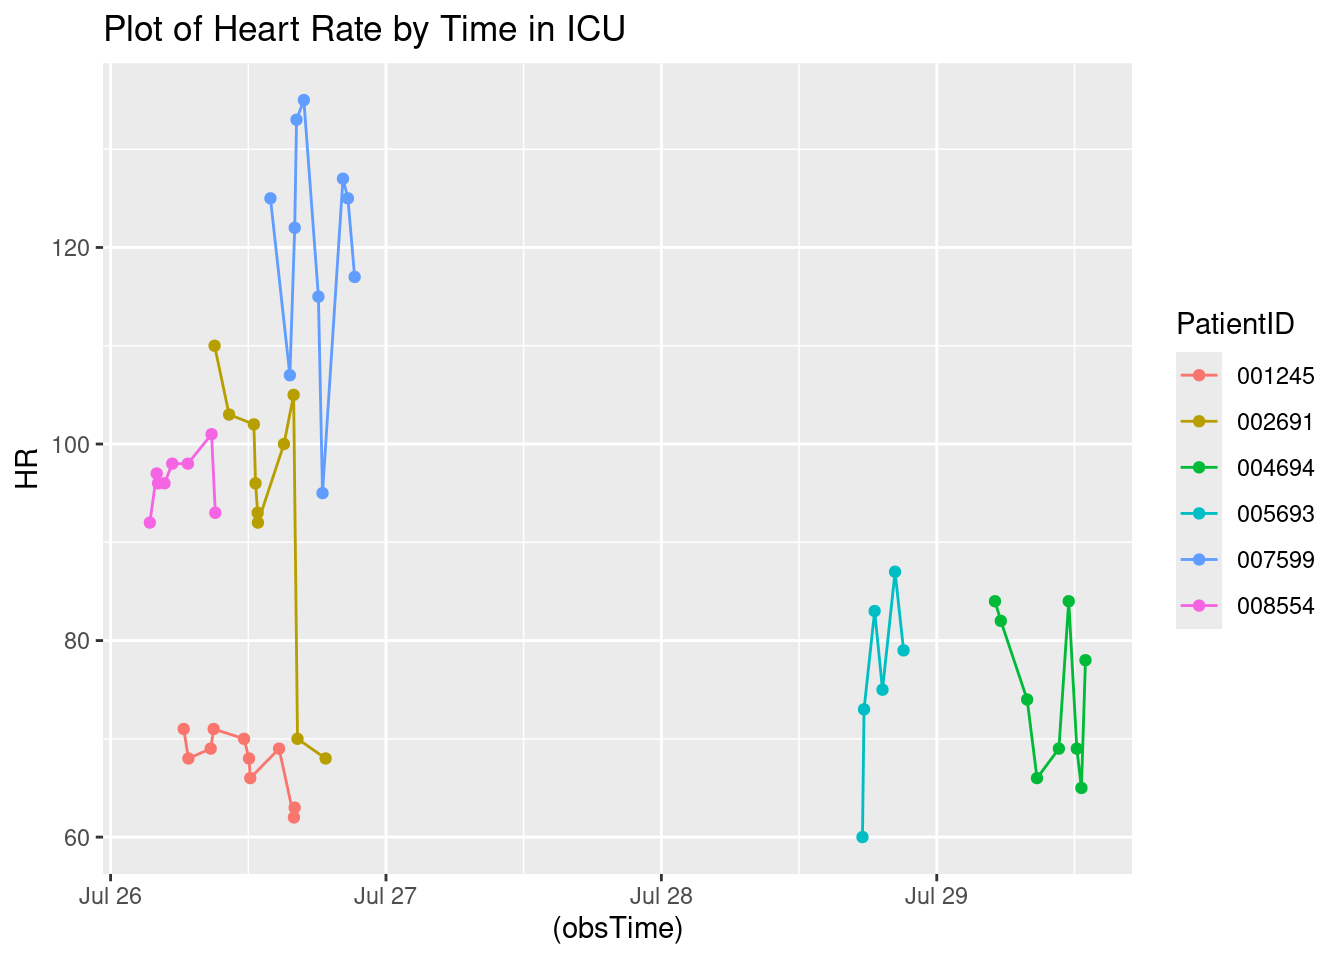 Plot of Heart Rate by Time in ICU
120
100
80
60
HR
Jul 26
Jul 27
Jul 28
Jul 29
(obsTime)
PatientID
001245
002691
004694
005693
007599
008554